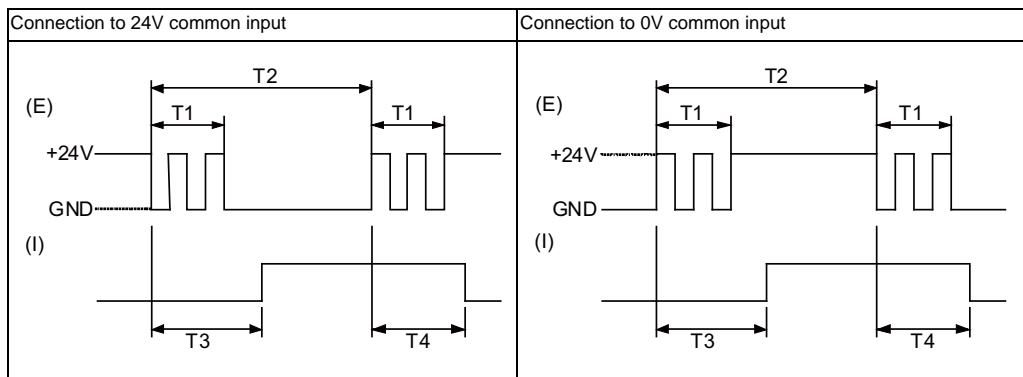 Connection to 24V common input
T2
(E)
T1
T1
+24V
GND
(I)
T3
T4
Connection to 0V common input
T2
(E)
T1
T1
+24V
GND
(I)
T3
T4